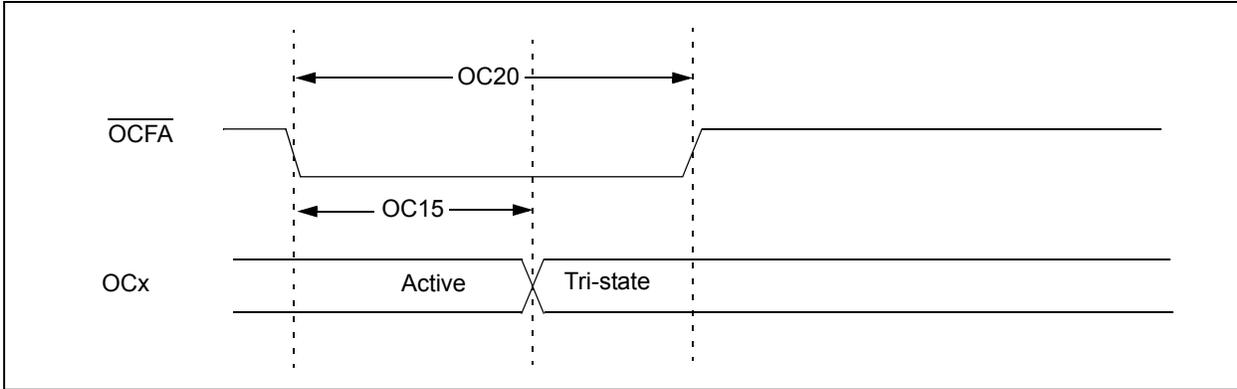 OC20
OCFA
OC15
OCx
Active
Tri-state